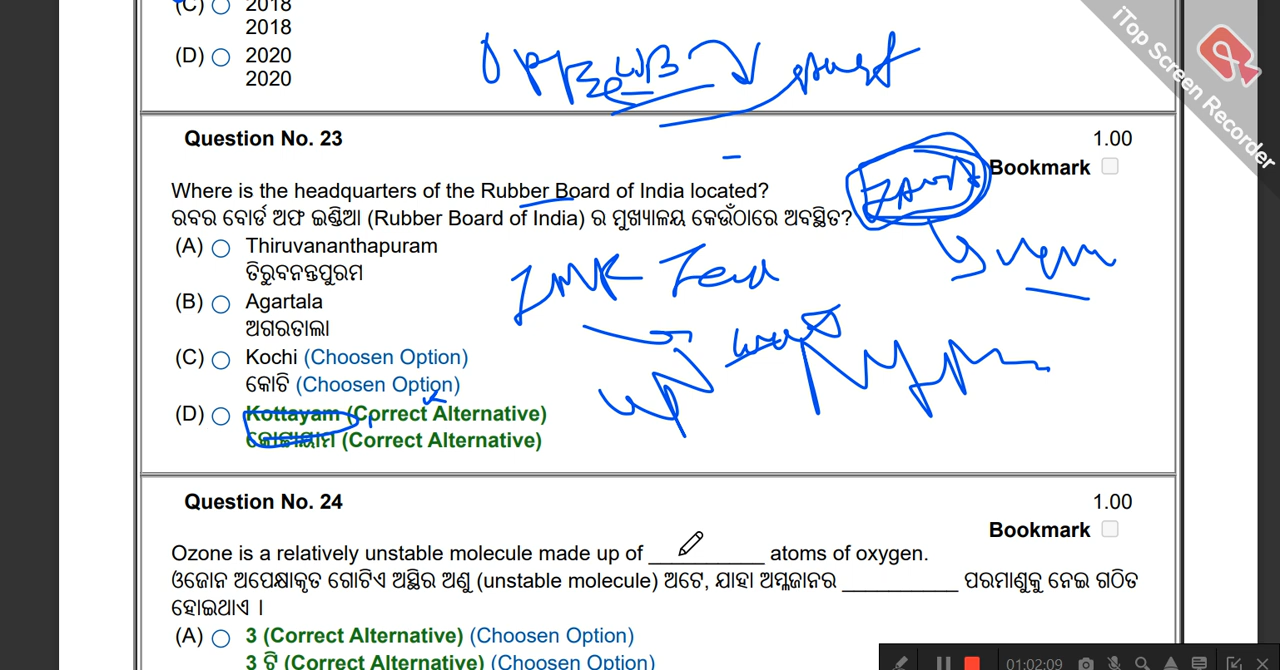 (C) 2018
2018
(D) 2020
2020
iTop Screen Recorder
Question No. 23
1.00
Bookmark
Where is the headquarters of the Rubber Board of India located?
ରବର ବୋର୍ଡ ଅଫ ଇଣ୍ଡିଆ (Rubber Board of India) ର ମୁଖ୍ୟାଳୟ କେଉଁଠାରେ ଅବସ୍ଥିତ?
(A) Thiruvananthapuram
ତିରୁବନନ୍ତପୁରମ
(B) Agartala
ଅଗରତାଲା
(C) Kochi (Choosen Option)
କୋଚି (Choosen Option)
(D) Kottayam (Correct Alternative)
କୋଟ୍ଟାୟାମ (Correct Alternative)
Question No. 24
1.00
Bookmark
Ozone is a relatively unstable molecule made up of __________ atoms of oxygen.
ଓଜୋନ ଅପେକ୍ଷାକୃତ ଗୋଟିଏ ଅସ୍ଥିର ଅଣୁ (unstable molecule) ଅଟେ, ଯାହା ଅମ୍ଳଜାନର __________ ପରମାଣୁକୁ ନେଇ ଗଠିତ
ହୋଇଥାଏ ।
(A) 3 (Correct Alternative) (Choosen Option)
3 ଟି (Correct Alternative) (Choosen Option)
01:02:09